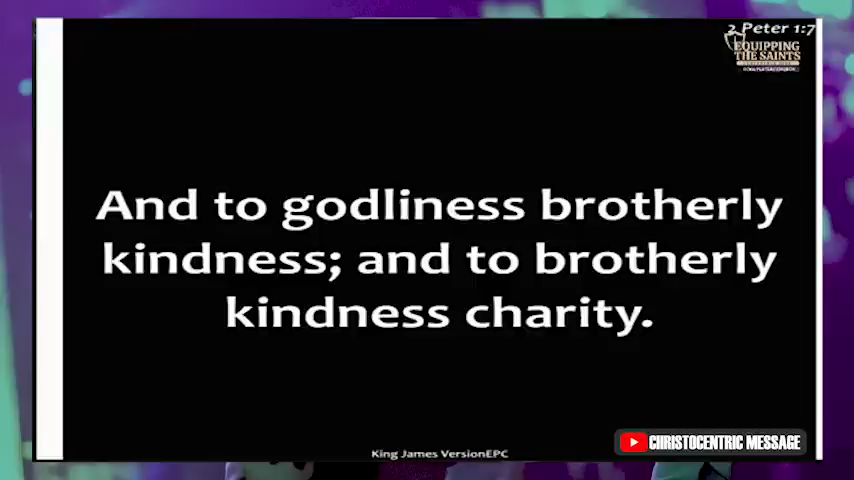 2 Peter 1:7
EQUIPPING
THE SAINTS
And to godliness brotherly
kindness; and to brotherly
kindness charity.
CHRISTOCENTRIC MESSAGE
King James VersionEPC